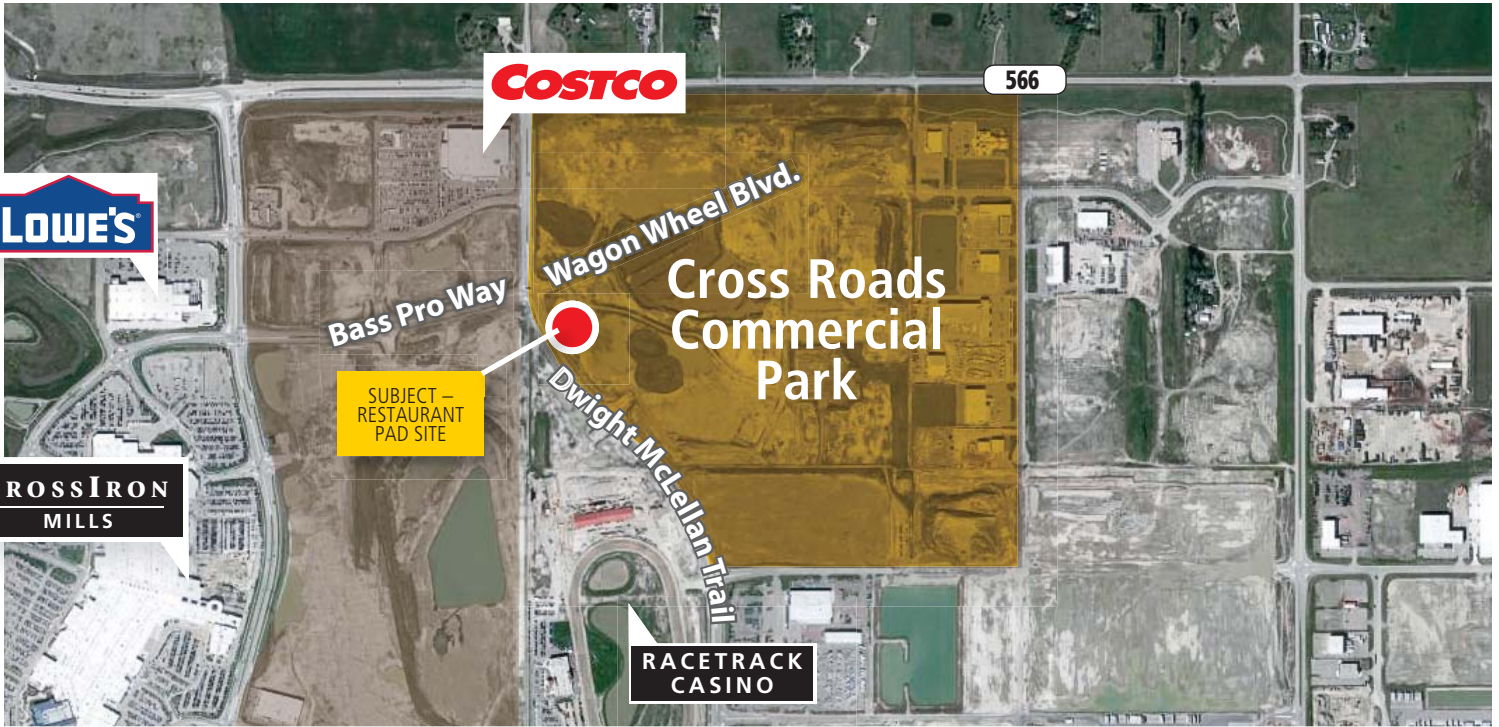 COSTCO
566
LOWE'S
Wagon Wheel Blvd.
Bass Pro Way
Cross Roads
Commercial
Park
SUBJECT –
RESTAURANT
PAD SITE
Dwight McLellan Trail
ROSSIRON
MILLS
RACETRACK
CASINO